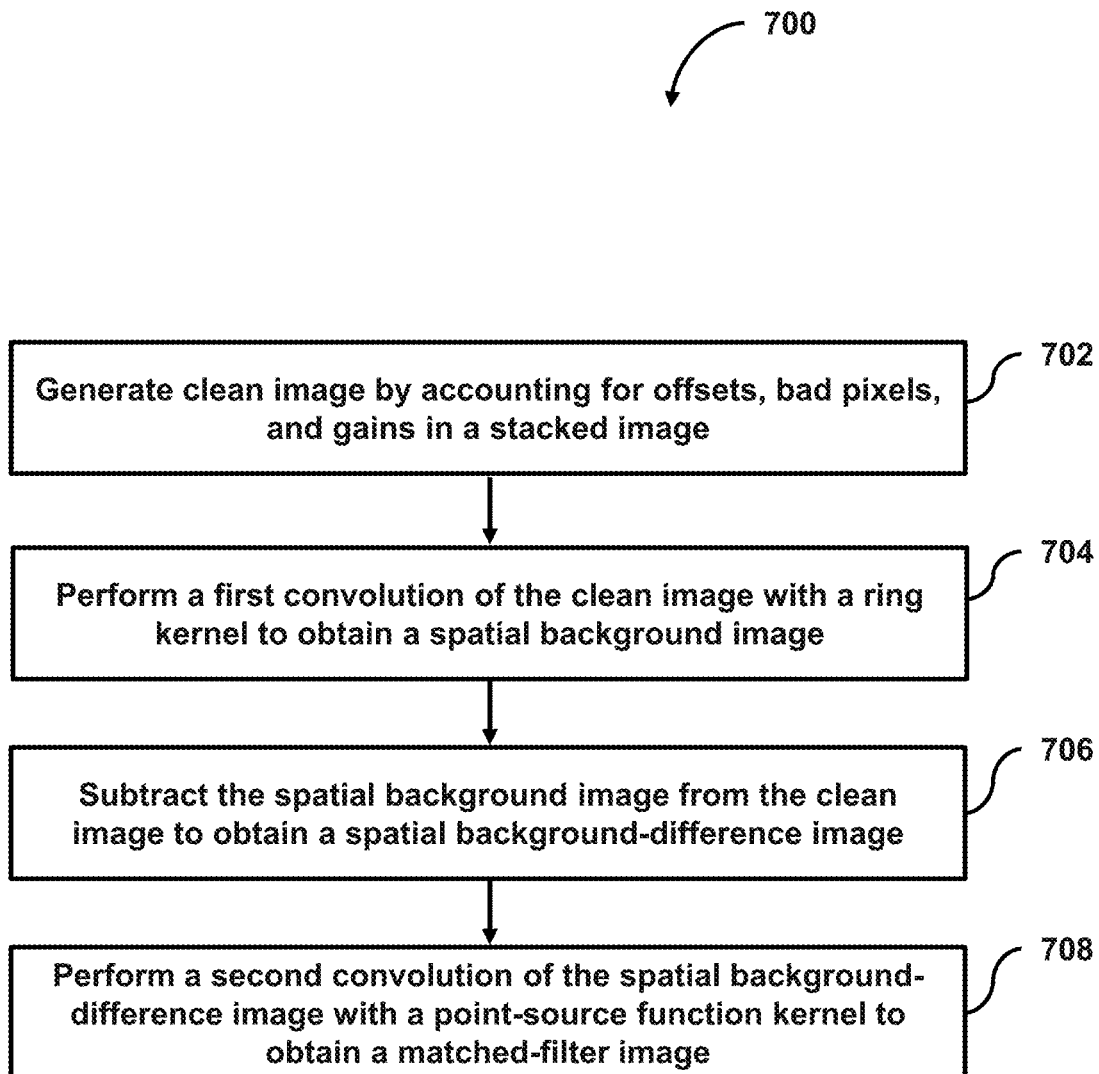 700
702
Generate clean image by accounting for offsets, bad pixels,
and gains in a stacked image
704
Perform a first convolution of the clean image with a ring
kernel to obtain a spatial background image
706
Subtract the spatial background image from the clean
image to obtain a spatial background-difference image
708
Perform a second convolution of the spatial background-
difference image with a point-source function kernel to
obtain a matched-filter image